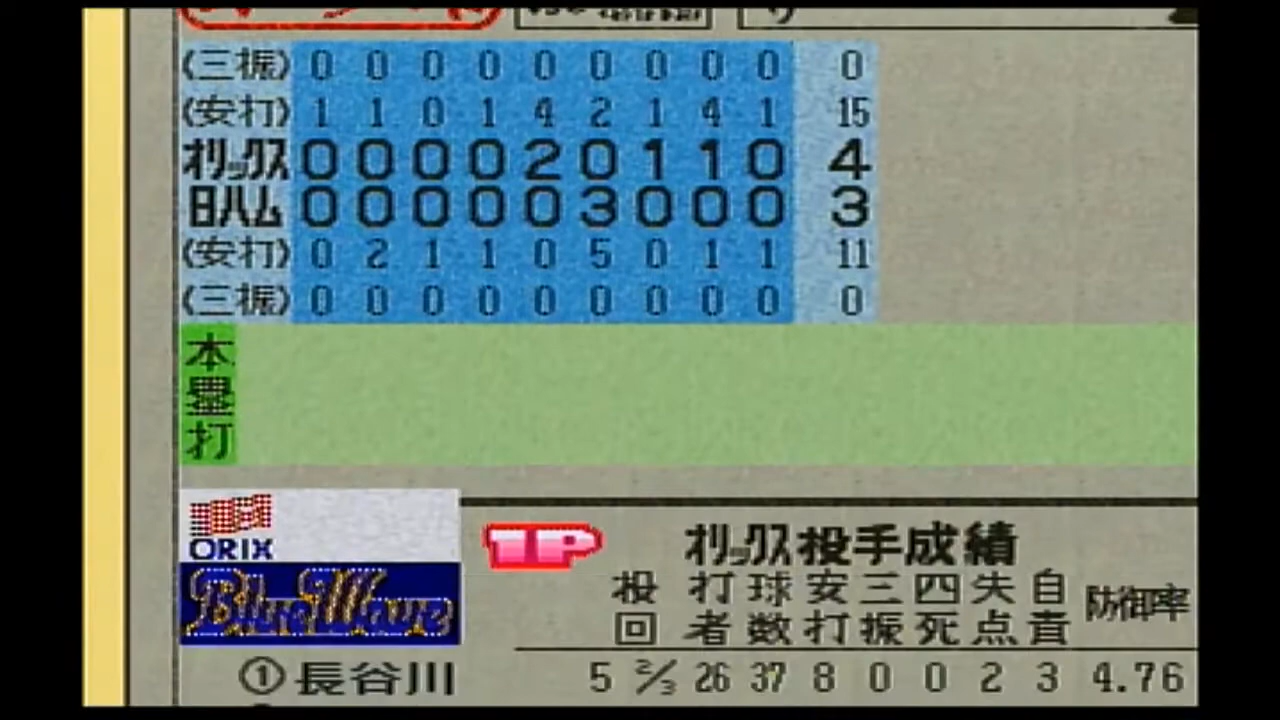 (三振) 0 0 0 0 0 0 0 0 0 0
(安打) 1 1 0 1 4 2 1 4 1 15
オリックス 0 0 0 0 2 0 1 1 0 4
日ハム 0 0 0 0 0 3 0 0 0 3
(安打) 0 2 1 1 0 5 0 1 1 11
(三振) 0 0 0 0 0 0 0 0 0 0
本塁打
ORIX
BlueWave
1P オリックス投手成績
投回 打者 球数 安打 三振 四死 失点 自責 防御率
①長谷川 5 2/3 26 37 8 0 0 2 3 4.76